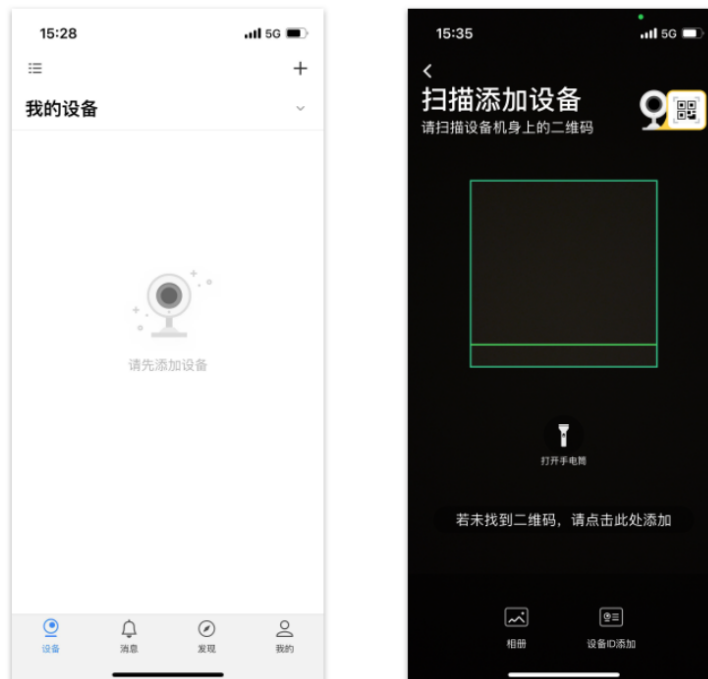 15:28
5G
我的设备
请先添加设备
设备
消息
发现
我的
15:35
5G
扫描添加设备
请扫描设备机身上的二维码
打开手电筒
若未找到二维码，请点击此处添加
相册
设备ID添加